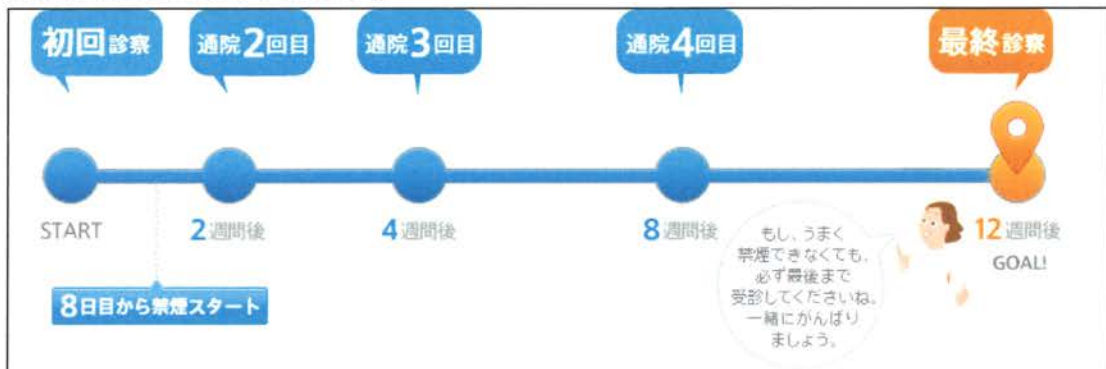 初回診察
通院2回目
通院3回目
通院4回目
最終診察
START
2週間後
4週間後
8週間後
12週間後
GOAL!
8日目から禁煙スタート
もし、うまく
禁煙できなくても、
必ず最後まで
受診してくださいね。
一緒にがんばり
ましょう。